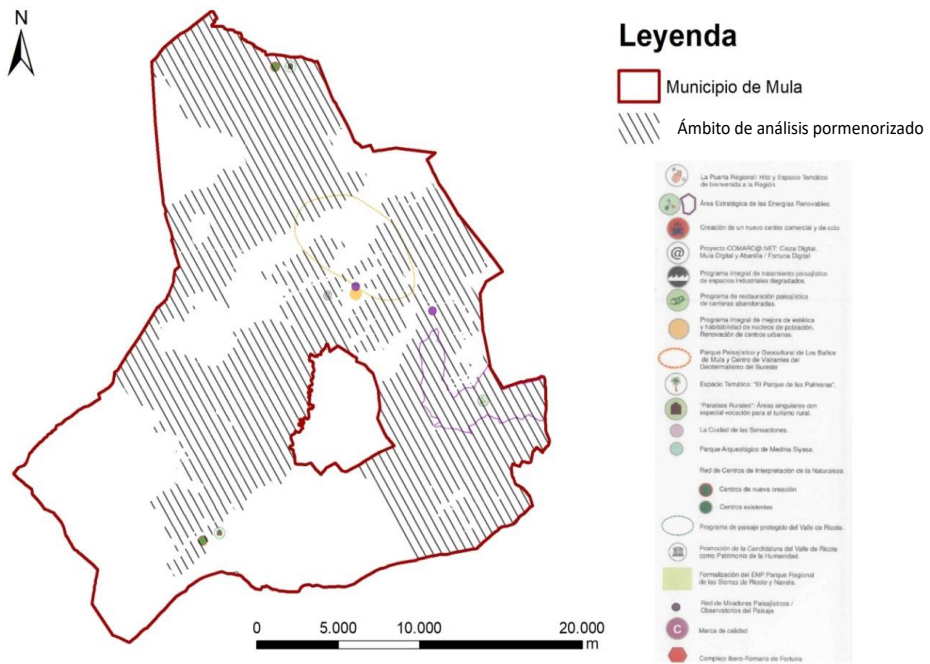 N
Leyenda
Municipio de Mula
Ámbito de análisis pormenorizado
La Puerta Regional: Hito y Espacio Temático
de bienvenida a la Región.
Área Estratégica de las Energías Renovables.
Creación de un nuevo centro comercial y de ocio
@
Proyecto COMARC@.NET: Cieza Digital,
Mula Digital y Abanilla / Fortuna Digital
Programa integral de tratamiento paisajístico
de espacios industriales degradados.
Programa de restauración paisajística
de canteras abandonadas.
Programa integral de mejora de estética
y habitabilidad de núcleos de población.
Renovación de centros urbanos.
Parque Paisajístico y Geocultural de Los Baños
de Mula y Centro de Visitantes del
Geotermalismo del Sureste
Espacio Temático: "El Parque de las Palmeras".
"Paraísos Rurales": Áreas singulares con
especial vocación para el turismo rural.
La Ciudad de las Sensaciones.
Parque Arqueológico de Medina Siyasa.
Red de Centros de Interpretación de la Naturaleza
Centros de nueva creación
Centros existentes
Programa de paisaje protegido del Valle de Ricote.
Promoción de la Candidatura del Valle de Ricote
como Patrimonio de la Humanidad.
Formalización del ENP Parque Regional
de las Sierras de Ricote y Navela.
Red de Miradores Paisajísticos /
Observatorios del Paisaje
C
Marca de calidad
Complejo Ibero-Romano de Fortuna.
0 5.000 10.000 20.000
m